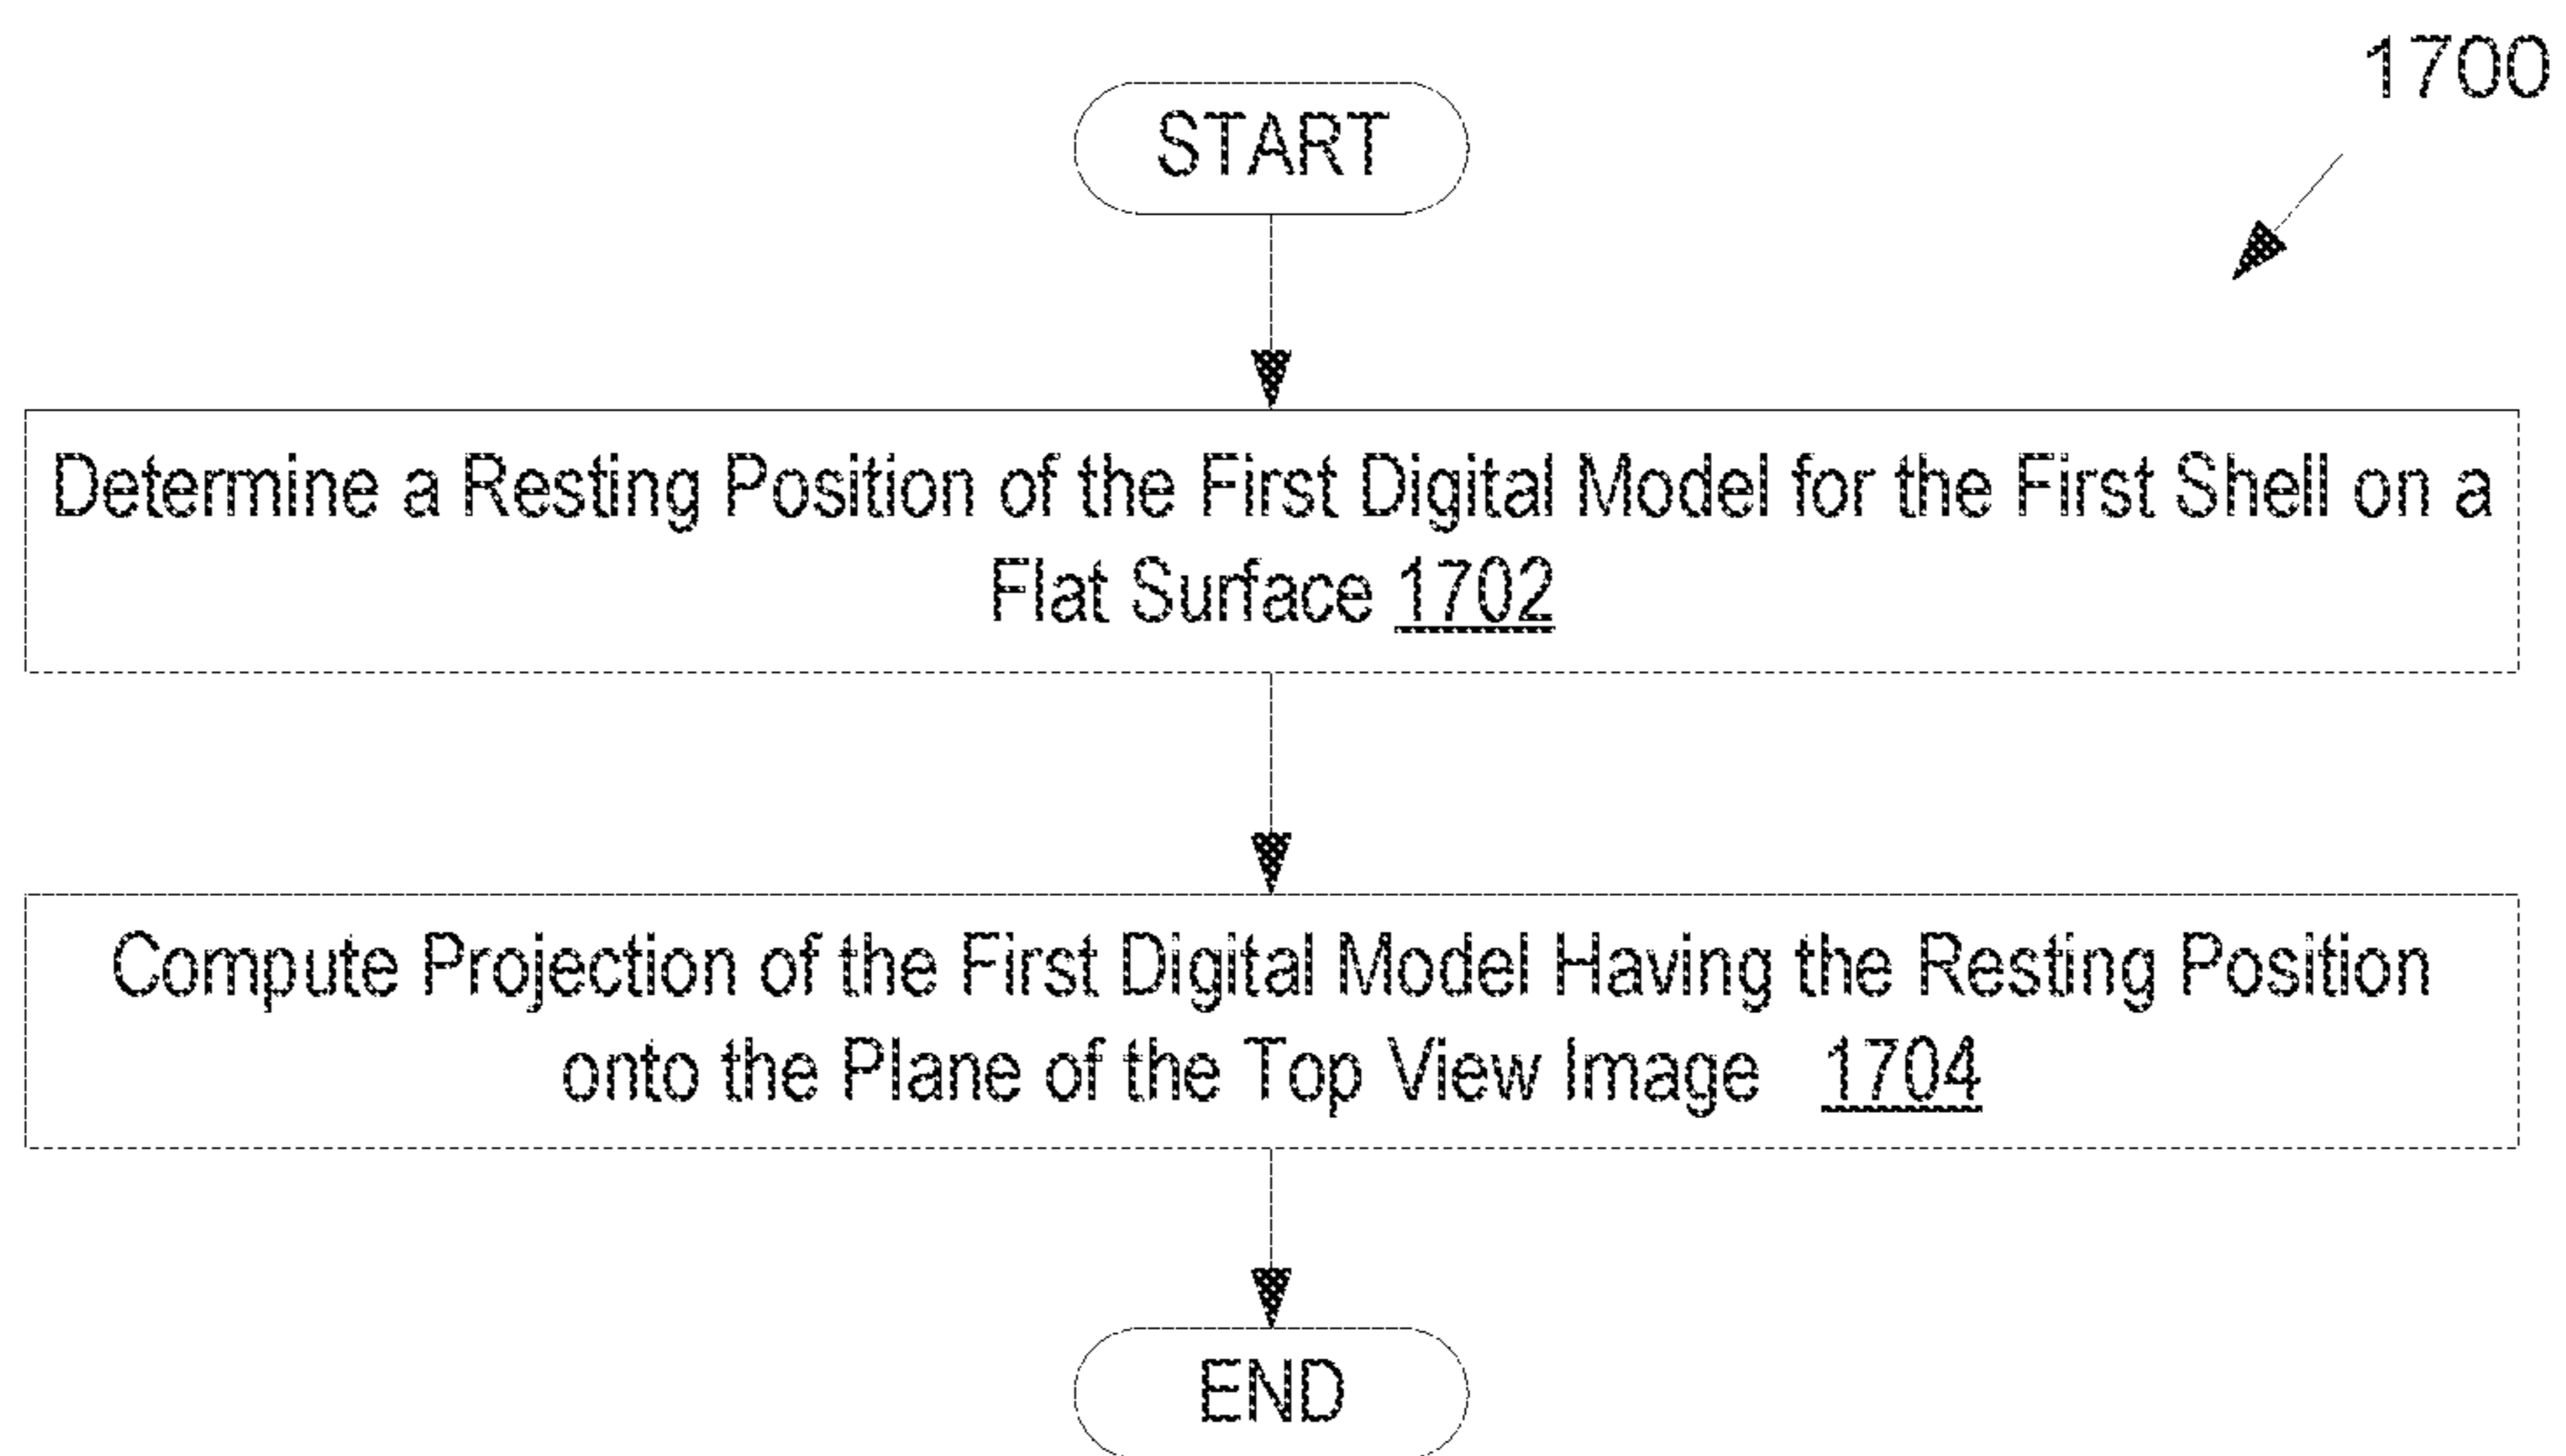 1700
START
Determine a Resting Position of the First Digital Model for the First Shell on a
Flat Surface 1702
Compute Projection of the First Digital Model Having the Resting Position
onto the Plane of the Top View Image 1704
END